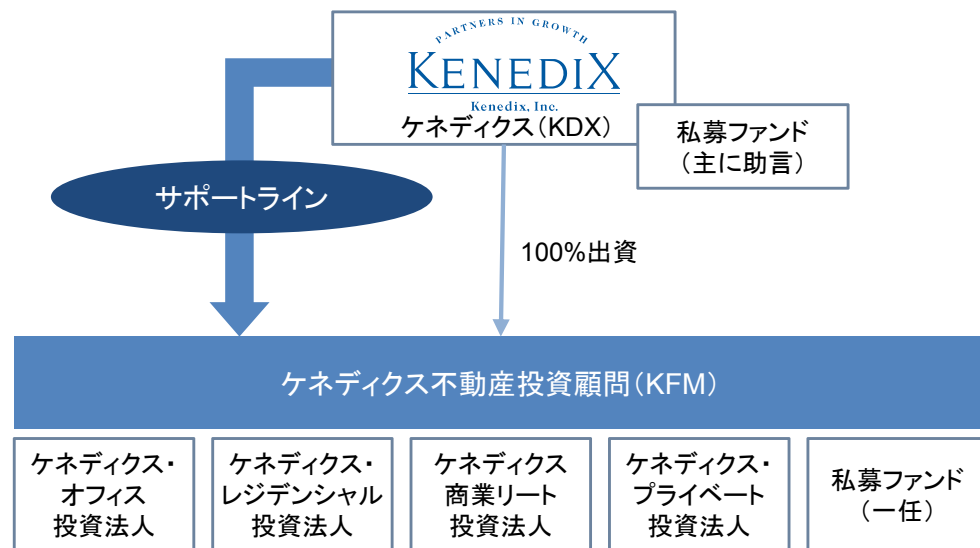 PARTNERS IN GROWTH
KENEDIX
Kenedix, Inc.
ケネディクス(KDX)
私募ファンド
(主に助言)
サポートライン
100%出資
ケネディクス不動産投資顧問(KFM)
ケネディクス・
オフィス
投資法人
ケネディクス・
レジデンシャル
投資法人
ケネディクス
商業リート
投資法人
ケネディクス・
プライベート
投資法人
私募ファンド
(一任)